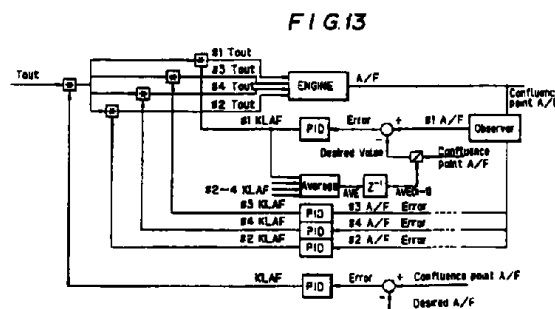 FIG.13
#1 Tout
#3 Tout
#4 Tout
#2 Tout
Tout
ENGINE
A/F
Confluence point A/F
#1 KLAF
PID
Error
+
-
#1 A/F
Observer
Desired Value
Confluence point A/F
#2-4 KLAF
Average
AVE
Z⁻¹
#3 KLAF
PID
#3 A/F Error
#4 KLAF
PID
#4 A/F Error
#2 KLAF
PID
#2 A/F Error
KLAF
PID
Error
+
Confluence point A/F
-
Desired A/F